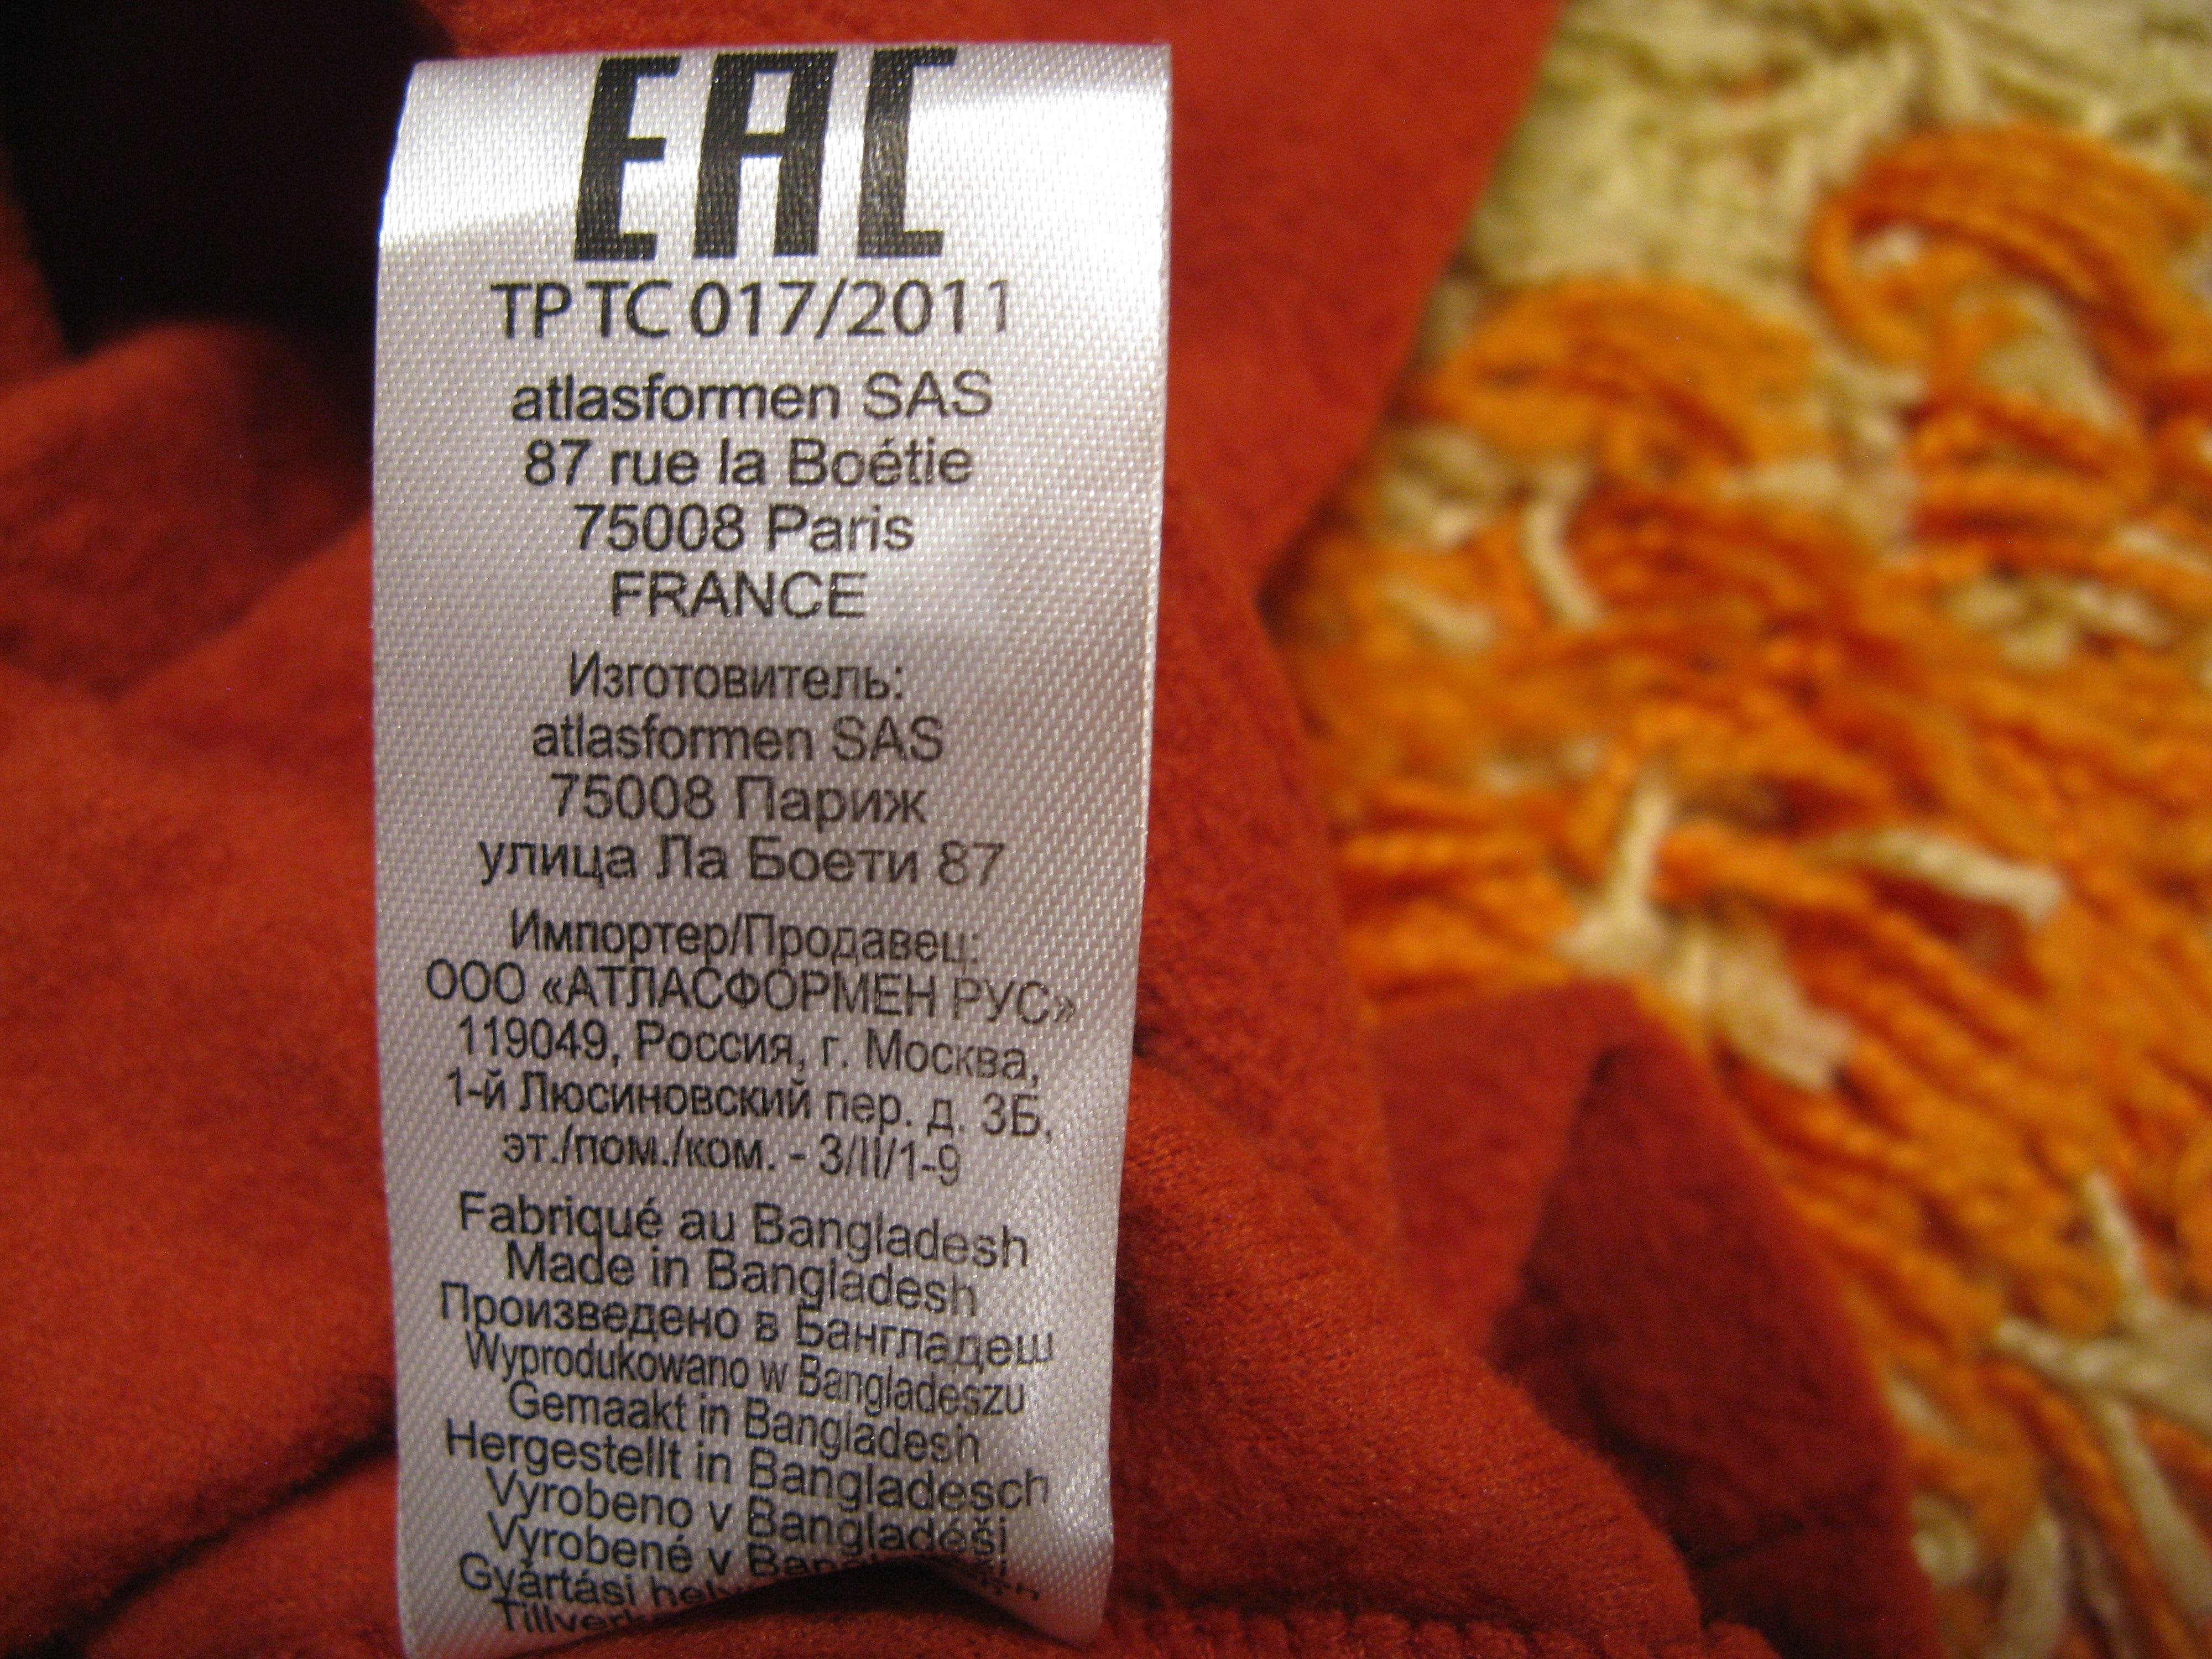 EAC
ТР ТС 017/2011
atlasformen SAS
87 rue la Boétie
75008 Paris
FRANCE
Изготовитель:
atlasformen SAS
75008 Париж
улица Ла Боети 87
Импортер/Продавец:
ООО «АТЛАСФОРМЕН РУС»
119049, Россия, г. Москва,
1-й Люсиновский пер. д. 3Б,
эт./пом./ком. - 3/II/1-9
Fabriqué au Bangladesh
Made in Bangladesh
Произведено в Бангладеш
Wyprodukowano w Bangladeszu
Gemaakt in Bangladesh
Hergestellt in Bangladesch
Vyrobeno v Bangladéši
Vyrobené v
Gyártási